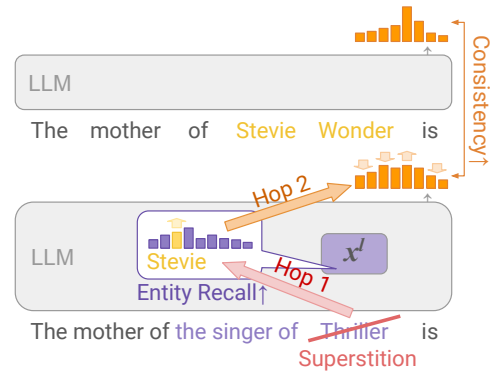 LLM
The mother of Stevie Wonder is
Consistency↑
Hop 2
LLM
Stevie
xˡ
Hop 1
Entity Recall↑
The mother of the singer of Thriller is
Superstition